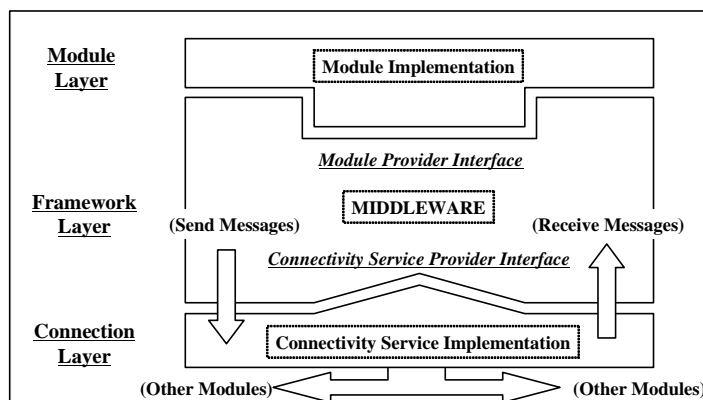 Module
Layer
Module Implementation
Module Provider Interface
Framework
Layer
MIDDLEWARE
(Send Messages)
(Receive Messages)
Connectivity Service Provider Interface
Connection
Layer
Connectivity Service Implementation
(Other Modules)
(Other Modules)